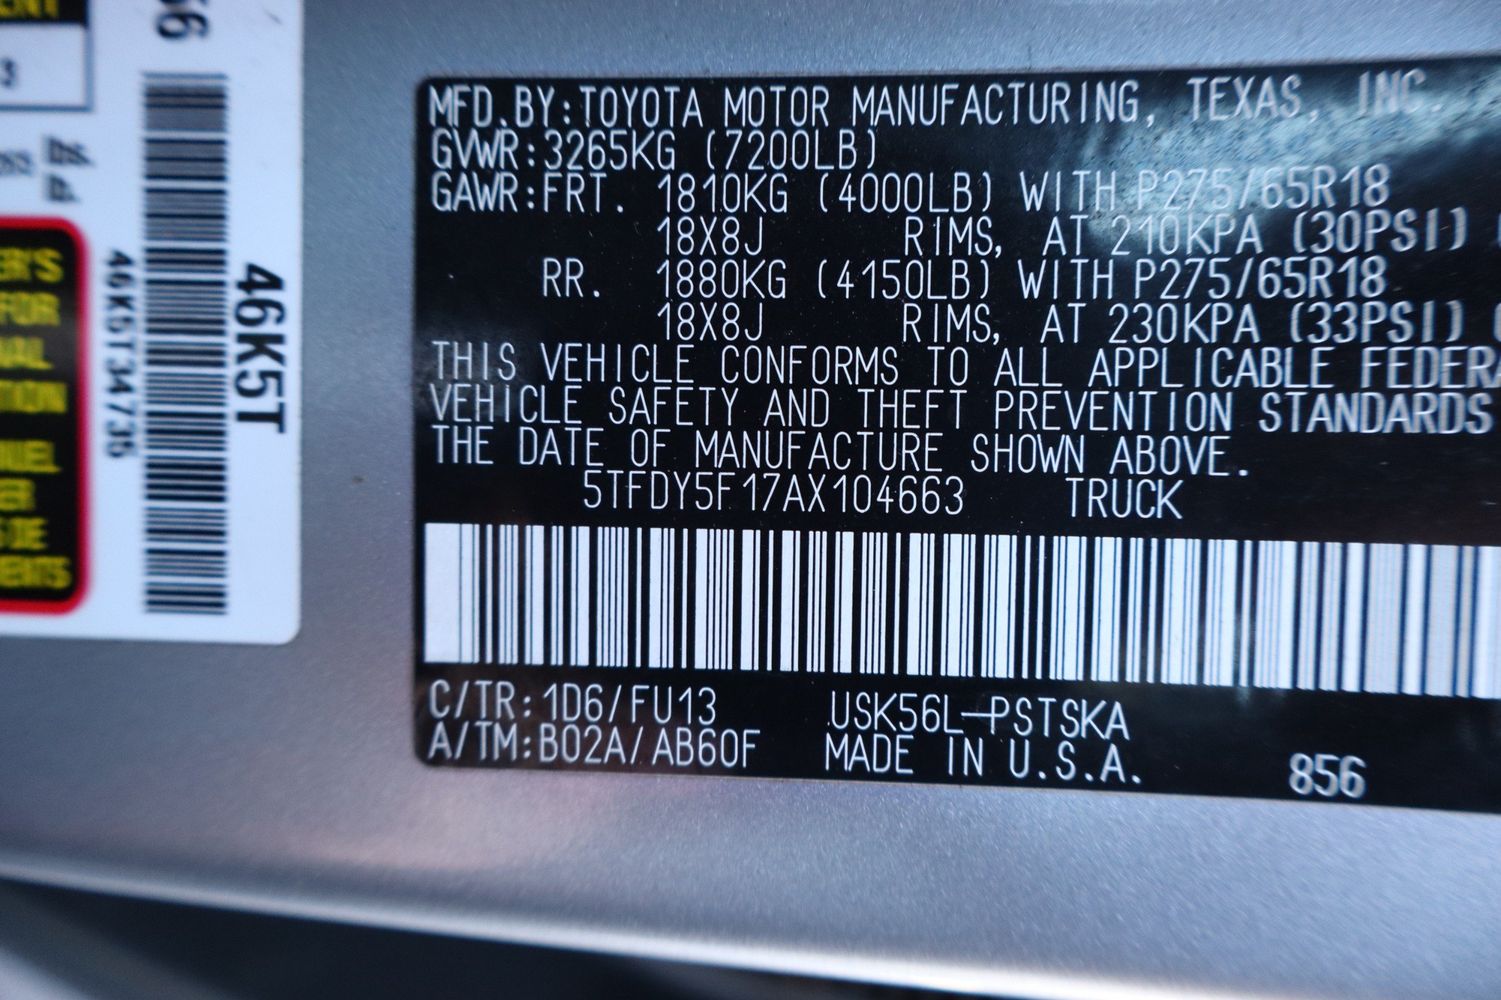 MFD.BY:TOYOTA MOTOR MANUFACTURING, TEXAS, INC.
GVWR:3265KG (7200LB)
GAWR:FRT. 1810KG (4000LB) WITH P275/65R18
18X8J RIMS, AT 210KPA (30PSI)
RR. 1880KG (4150LB) WITH P275/65R18
18X8J RIMS, AT 230KPA (33PSI)
THIS VEHICLE CONFORMS TO ALL APPLICABLE FEDERA
VEHICLE SAFETY AND THEFT PREVENTION STANDARDS
THE DATE OF MANUFACTURE SHOWN ABOVE.
5TFDY5F17AX104663 TRUCK
C/TR:1D6/FU13 USK56L-PSTSKA
A/TM:B02A/AB60F MADE IN U.S.A. 856
46K5T
46X5T34735
ER'S
FOR